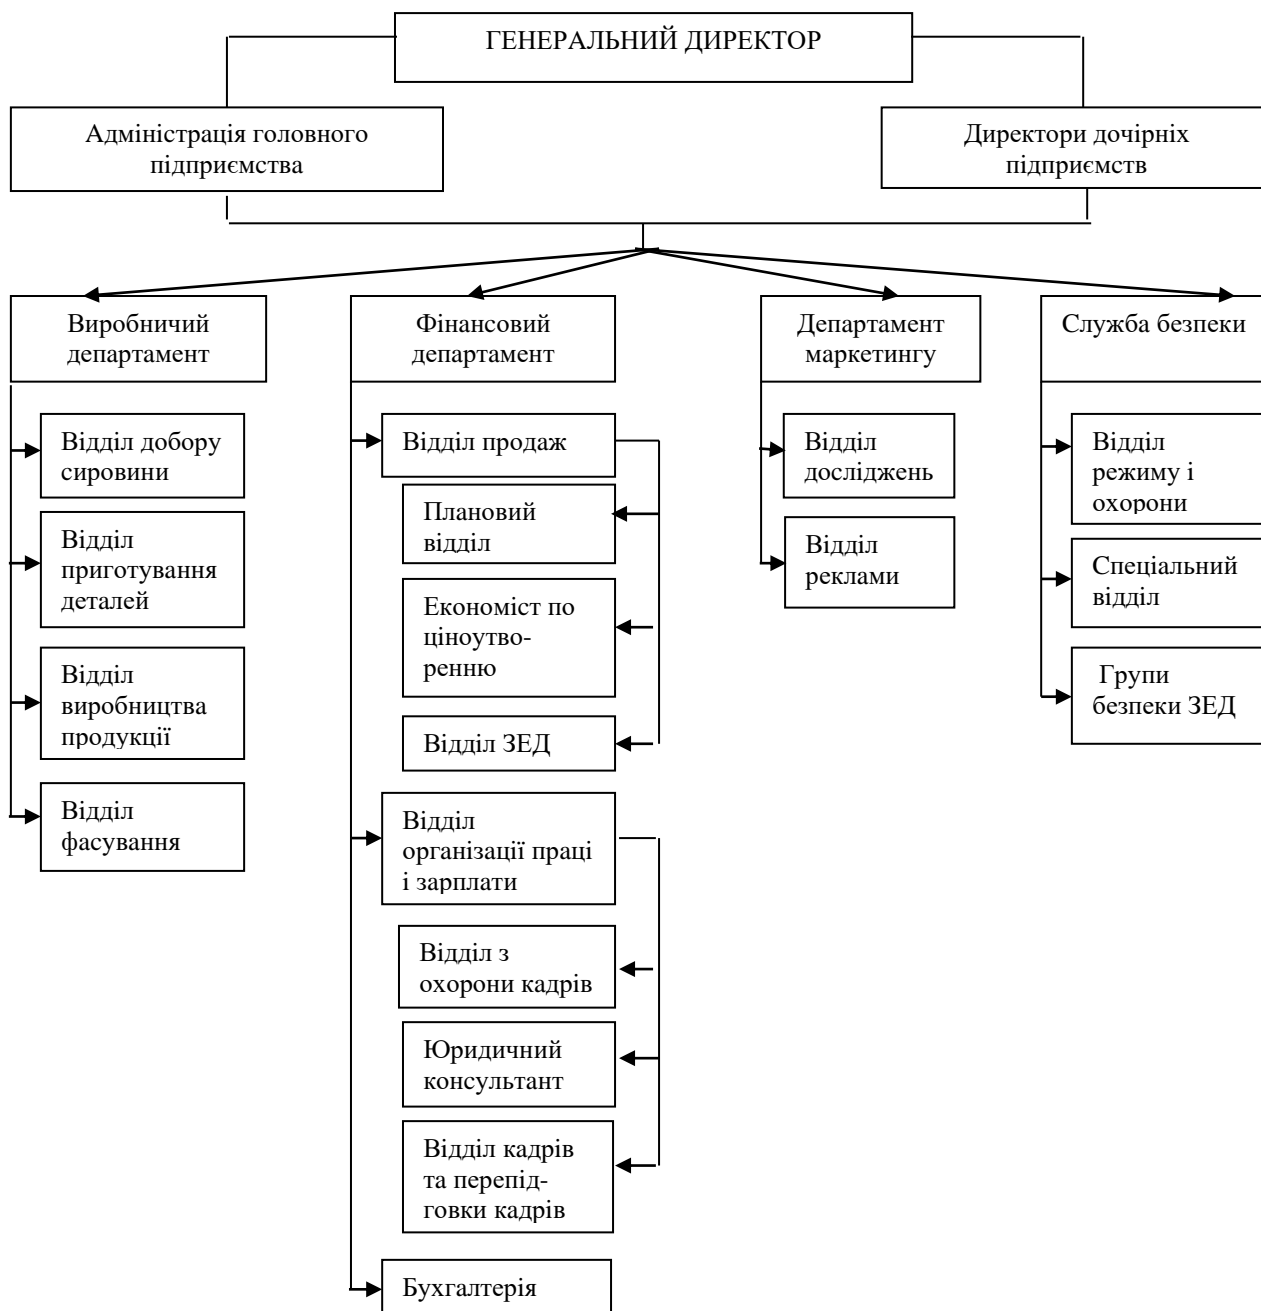 ГЕНЕРАЛЬНИЙ ДИРЕКТОР
Адміністрація головного
підприємства
Директори дочірніх
підприємств
Виробничий
департамент
Фінансовий
департамент
Департамент
маркетингу
Служба безпеки
Відділ добору
сировини
Відділ
приготування
деталей
Відділ
виробництва
продукції
Відділ
фасування
Відділ продаж
Плановий
відділ
Економіст по
ціноутво-
ренню
Відділ ЗЕД
Відділ
організації праці
і зарплати
Відділ з
охорони кадрів
Юридичний
консультант
Відділ кадрів
та перепід-
говки кадрів
Бухгалтерія
Відділ
досліджень
Відділ
реклами
Відділ
режиму і
охорони
Спеціальний
відділ
Групи
безпеки ЗЕД